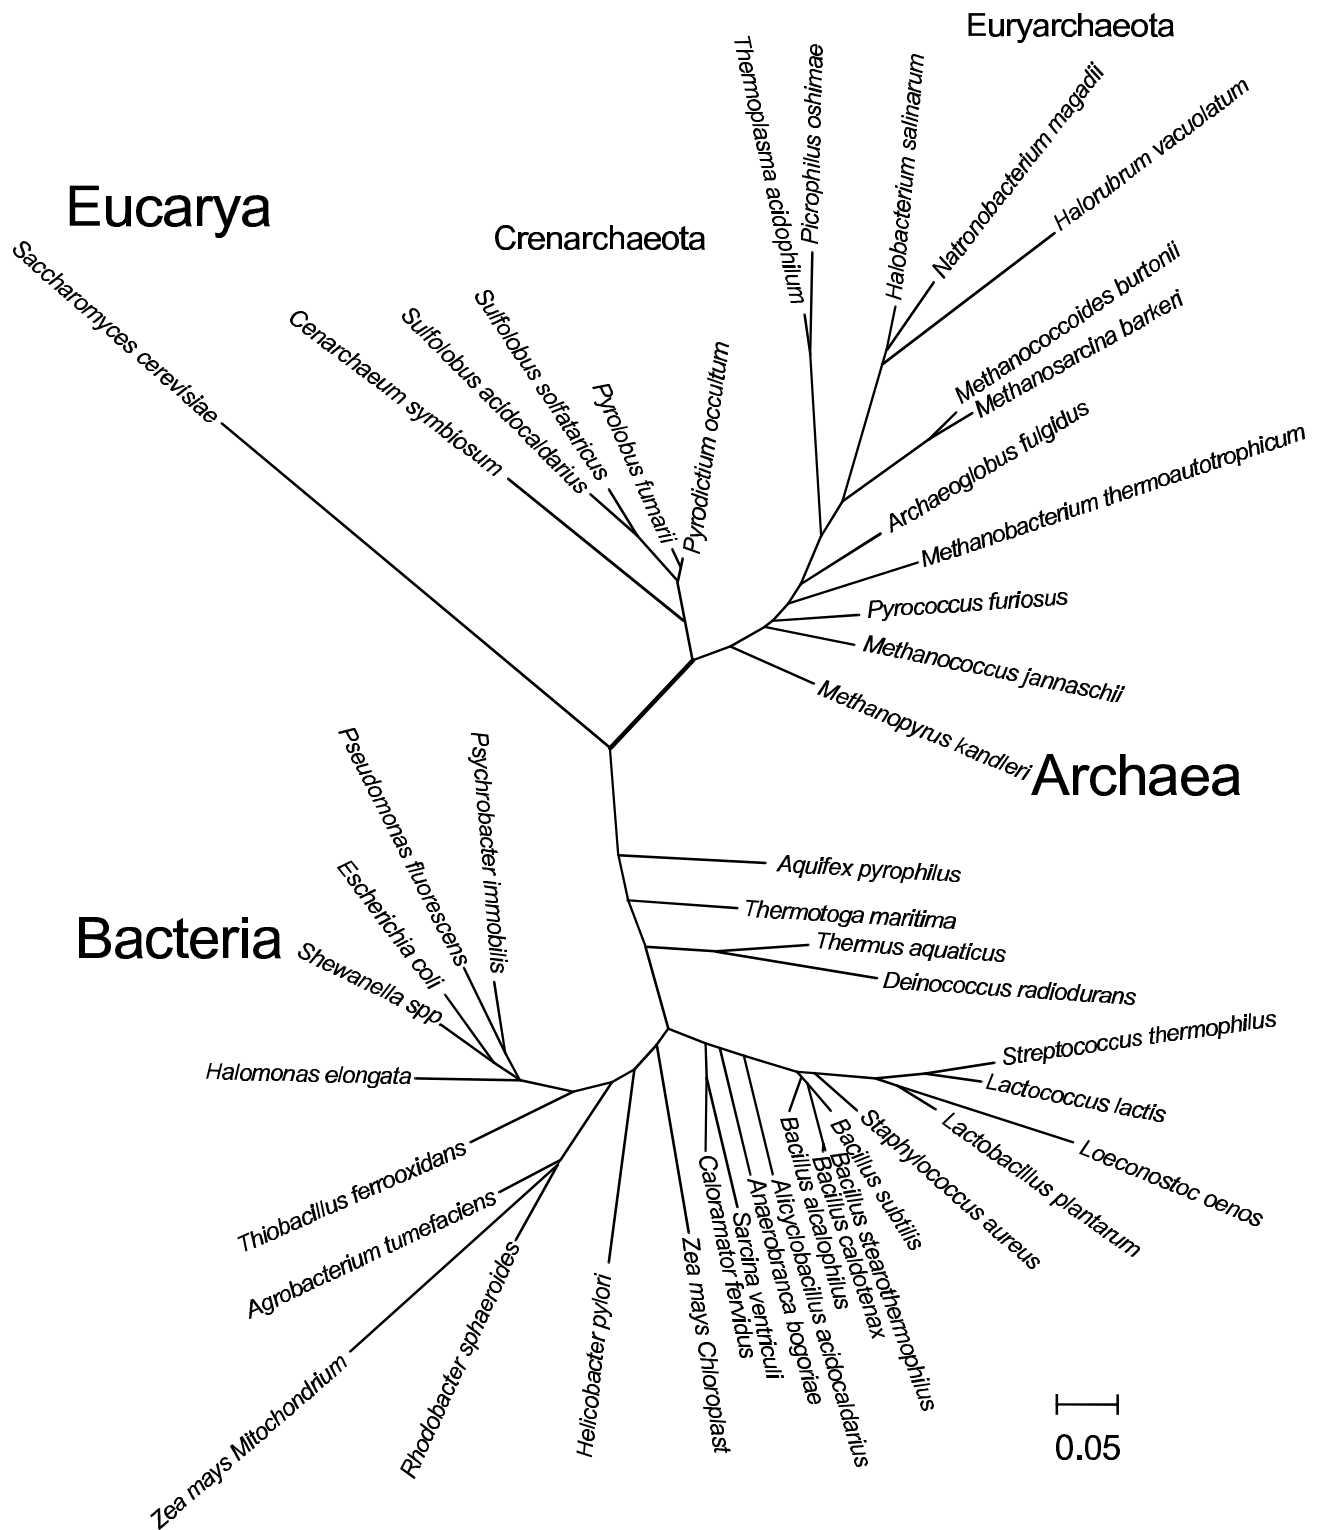 Euryarchaeota
Thermoplasma acidophilum
Picrophilus oshimae
Halobacterium salinarum
Natronobacterium magadii
Halorubrum vacuolatum
Eucarya
Crenarchaeota
Saccharomyces cerevisiae
Cenarchaeum symbiosum
Sulfolobus acidocaldarius
Sulfolobus solfataricus
Pyrolobus fumarii
Pyrodictium occultum
Methanococcoides burtonii
Methanosarcina barkeri
Archaeoglobus fulgidus
Methanobacterium thermoautotrophicum
Pyrococcus furiosus
Methanococcus jannaschii
Methanopyrus kandleri
Archaea
Pseudomonas fluorescens
Psychrobacter immobilis
Escherichia coli
Shewanella spp
Bacteria
Halomonas elongata
Aquifex pyrophilus
Thermotoga maritima
Thermus aquaticus
Deinococcus radiodurans
Streptococcus thermophilus
Lactococcus lactis
Loeconostoc oenos
Lactobacillus plantarum
Staphylococcus aureus
Bacillus subtilis
Bacillus stearothermophilus
Bacillus caldotenax
Bacillus alcalophilus
Alicyclobacillus acidocaldarius
Anaerobranca bogoriae
Sarcina ventriculi
Caloramator fervidus
Zea mays Chloroplast
Helicobacter pylori
Rhodobacter sphaeroides
Zea mays Mitochondrium
Agrobacterium tumefaciens
Thiobacillus ferrooxidans
0.05